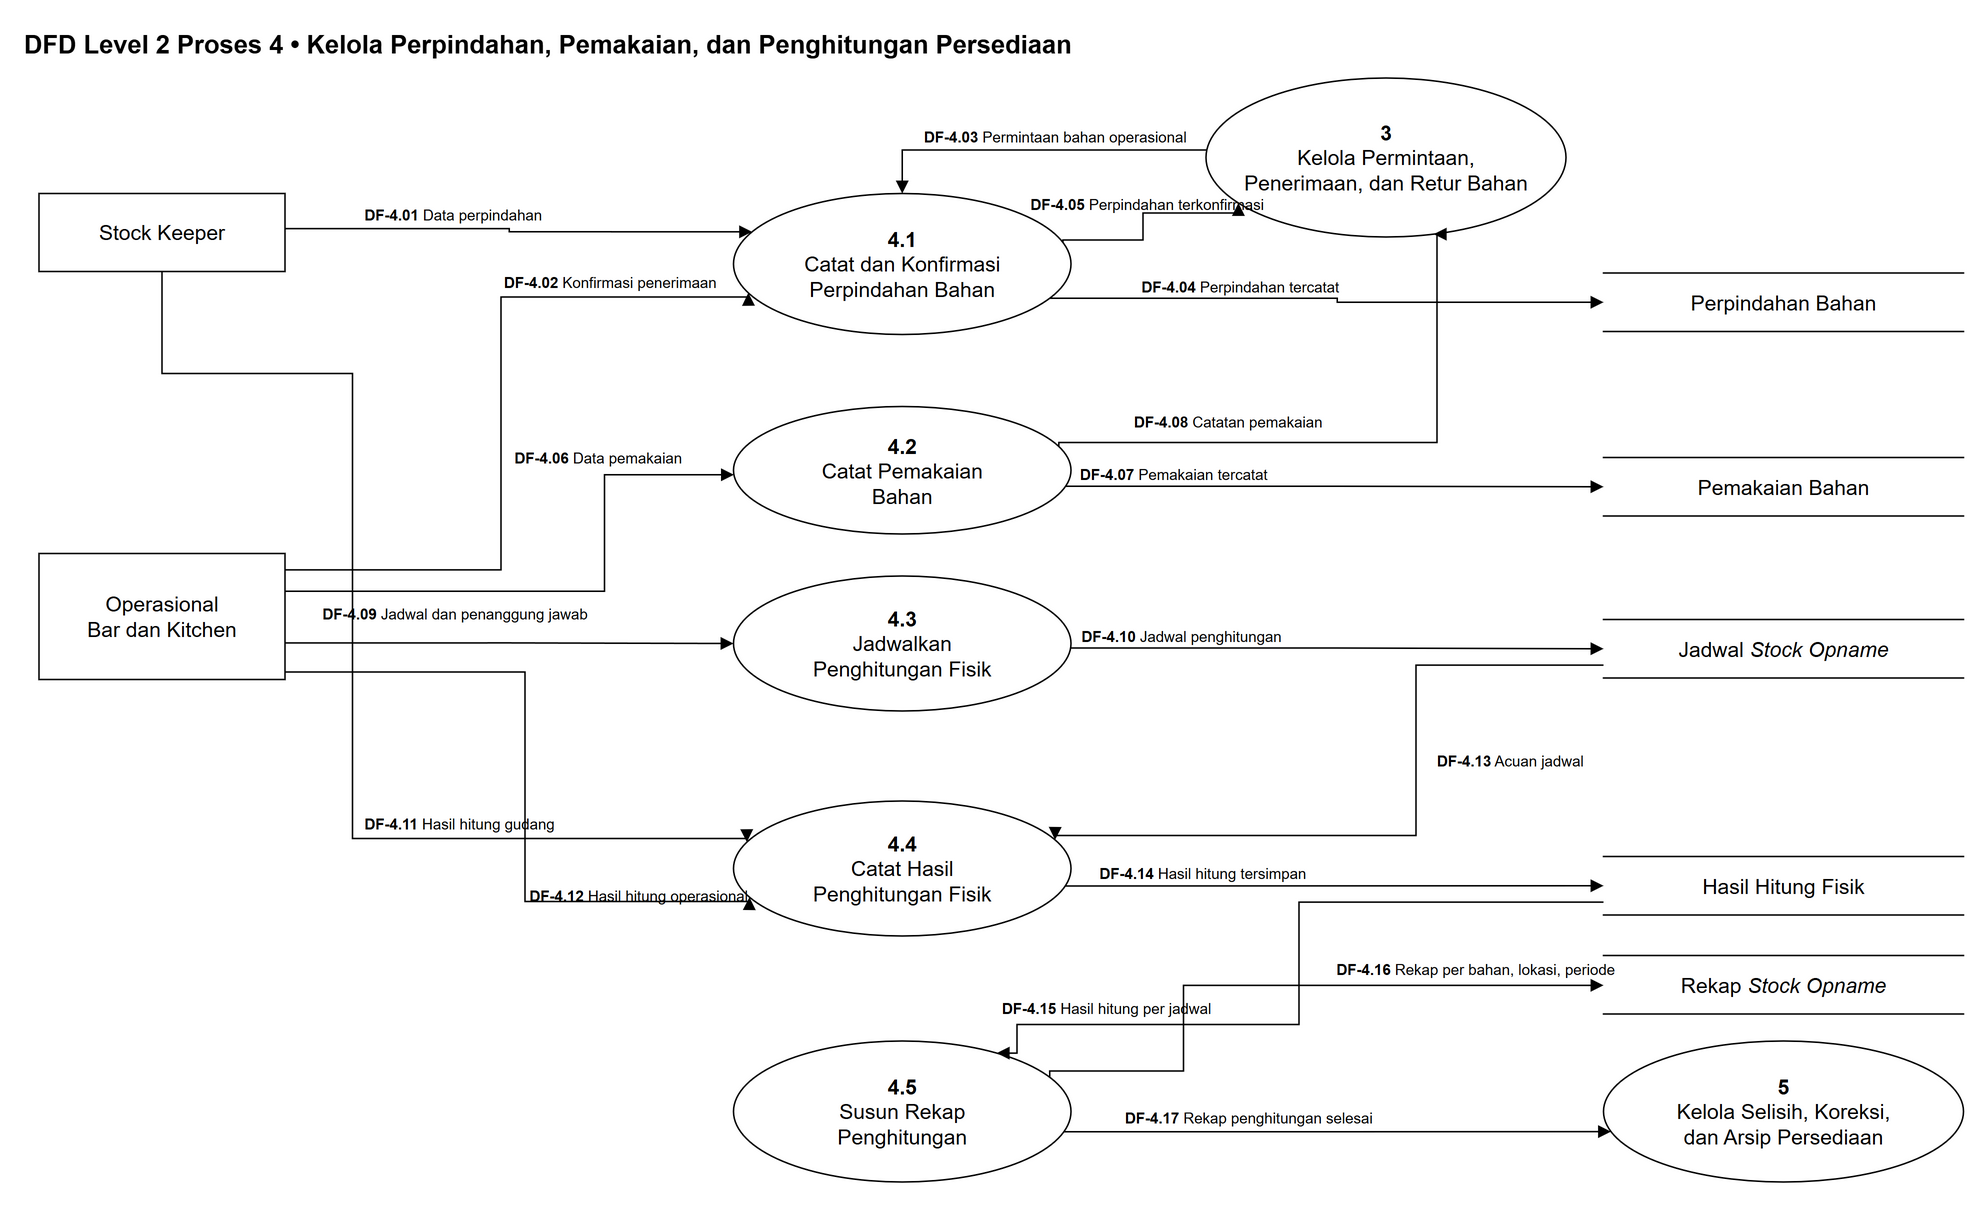 DFD Level 2 Proses 4 • Kelola Perpindahan, Pemakaian, dan Penghitungan Persediaan
3
Kelola Permintaan,
Penerimaan, dan Retur Bahan
DF-4.03 Permintaan bahan operasional
DF-4.05 Perpindahan terkonfirmasi
Stock Keeper
DF-4.01 Data perpindahan
4.1
Catat dan Konfirmasi
Perpindahan Bahan
DF-4.02 Konfirmasi penerimaan
DF-4.04 Perpindahan tercatat
Perpindahan Bahan
DF-4.08 Catatan pemakaian
DF-4.06 Data pemakaian
4.2
Catat Pemakaian
Bahan
DF-4.07 Pemakaian tercatat
Pemakaian Bahan
Operasional
Bar dan Kitchen
DF-4.09 Jadwal dan penanggung jawab
4.3
Jadwalkan
Penghitungan Fisik
DF-4.10 Jadwal penghitungan
Jadwal Stock Opname
DF-4.13 Acuan jadwal
DF-4.11 Hasil hitung gudang
4.4
Catat Hasil
Penghitungan Fisik
DF-4.12 Hasil hitung operasional
DF-4.14 Hasil hitung tersimpan
Hasil Hitung Fisik
DF-4.16 Rekap per bahan, lokasi, periode
Rekap Stock Opname
DF-4.15 Hasil hitung per jadwal
4.5
Susun Rekap
Penghitungan
DF-4.17 Rekap penghitungan selesai
5
Kelola Selisih, Koreksi,
dan Arsip Persediaan